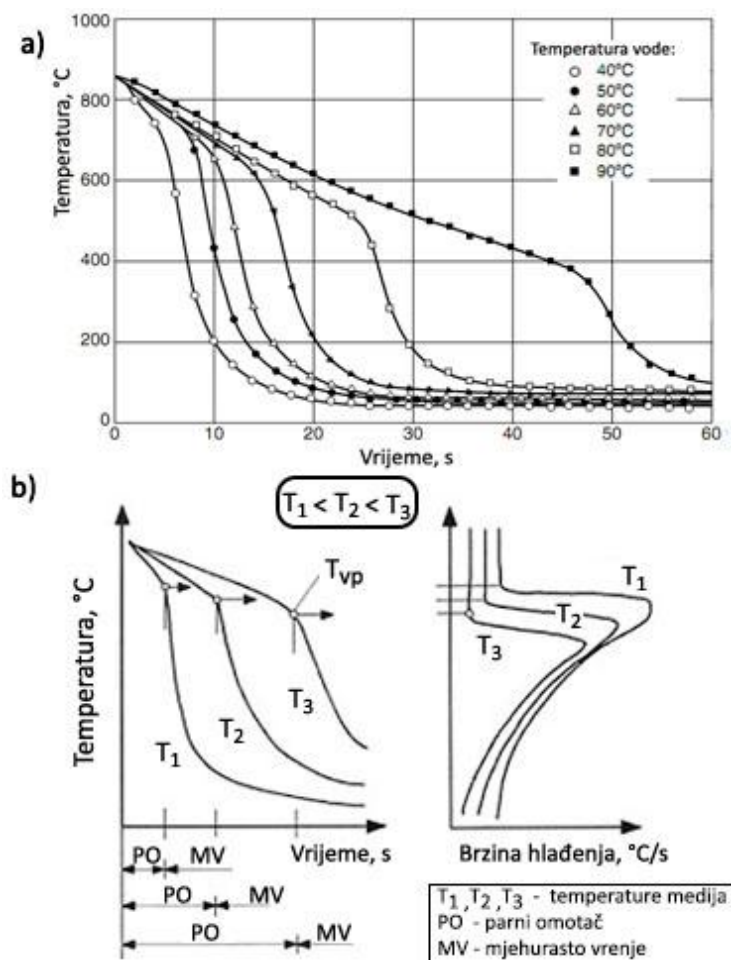 a)
Temperatura, °C
1000
800
600
400
200
0
Temperatura vode:
40°C
50°C
60°C
70°C
80°C
90°C
0 10 20 30 40 50 60
Vrijeme, s
b)
T1 < T2 < T3
Temperatura, °C
Tvp
T1
T2
T3
PO MV
PO MV
PO MV
Vrijeme, s
T1
T2
T3
Brzina hlađenja, °C/s
T1 ,T2 ,T3 - temperature medija
PO - parni omotač
MV - mjehurasto vrenje